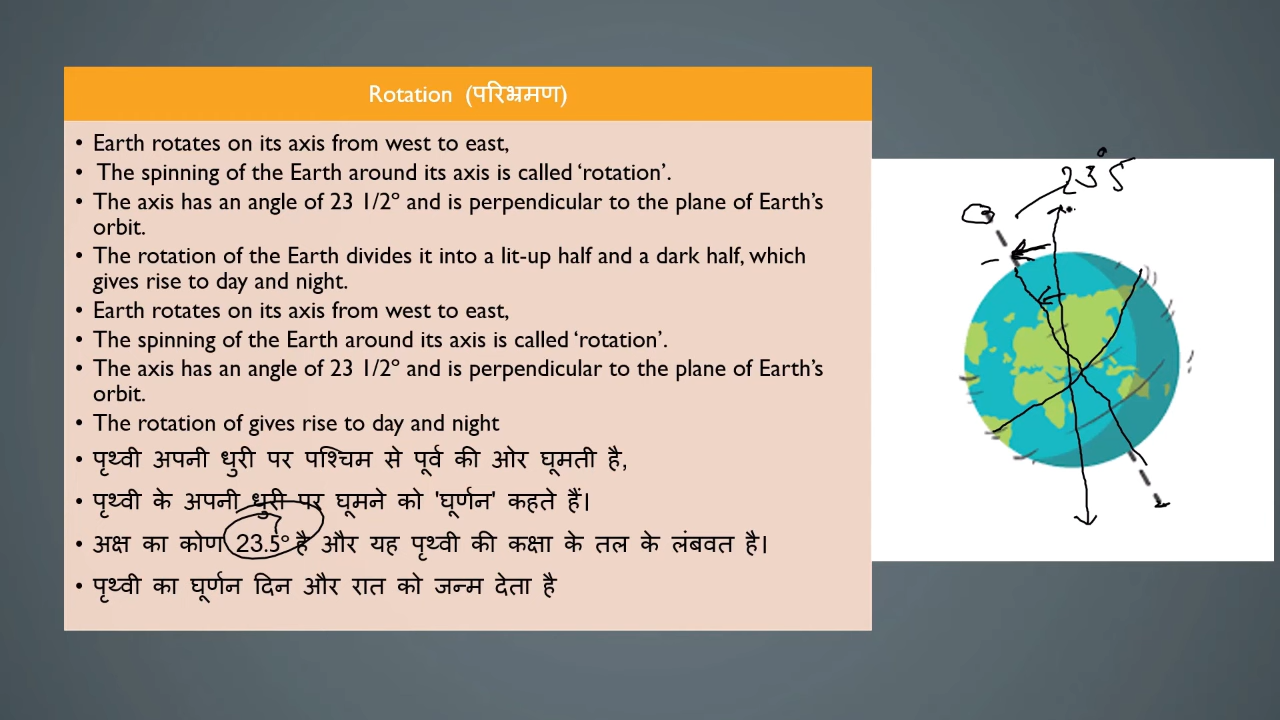 Rotation (परिभ्रमण)
• Earth rotates on its axis from west to east,
• The spinning of the Earth around its axis is called ‘rotation’.
• The axis has an angle of 23 1/2º and is perpendicular to the plane of Earth’s
orbit.
• The rotation of the Earth divides it into a lit-up half and a dark half, which
gives rise to day and night.
• Earth rotates on its axis from west to east,
• The spinning of the Earth around its axis is called ‘rotation’.
• The axis has an angle of 23 1/2º and is perpendicular to the plane of Earth’s
orbit.
• The rotation of gives rise to day and night
• पृथ्वी अपनी धुरी पर पश्चिम से पूर्व की ओर घूमती है,
• पृथ्वी के अपनी धुरी पर घूमने को 'घूर्णन' कहते हैं।
• अक्ष का कोण 23.5° है और यह पृथ्वी की कक्षा के तल के लंबवत है।
• पृथ्वी का घूर्णन दिन और रात को जन्म देता है
23°5